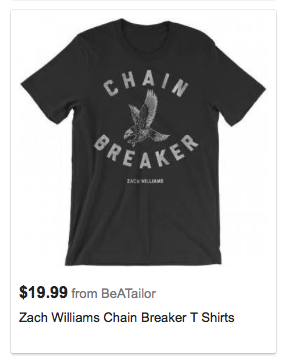 CHAIN
BREAKER
ZACH WILLIAMS
$19.99 from BeATailor
Zach Williams Chain Breaker T Shirts